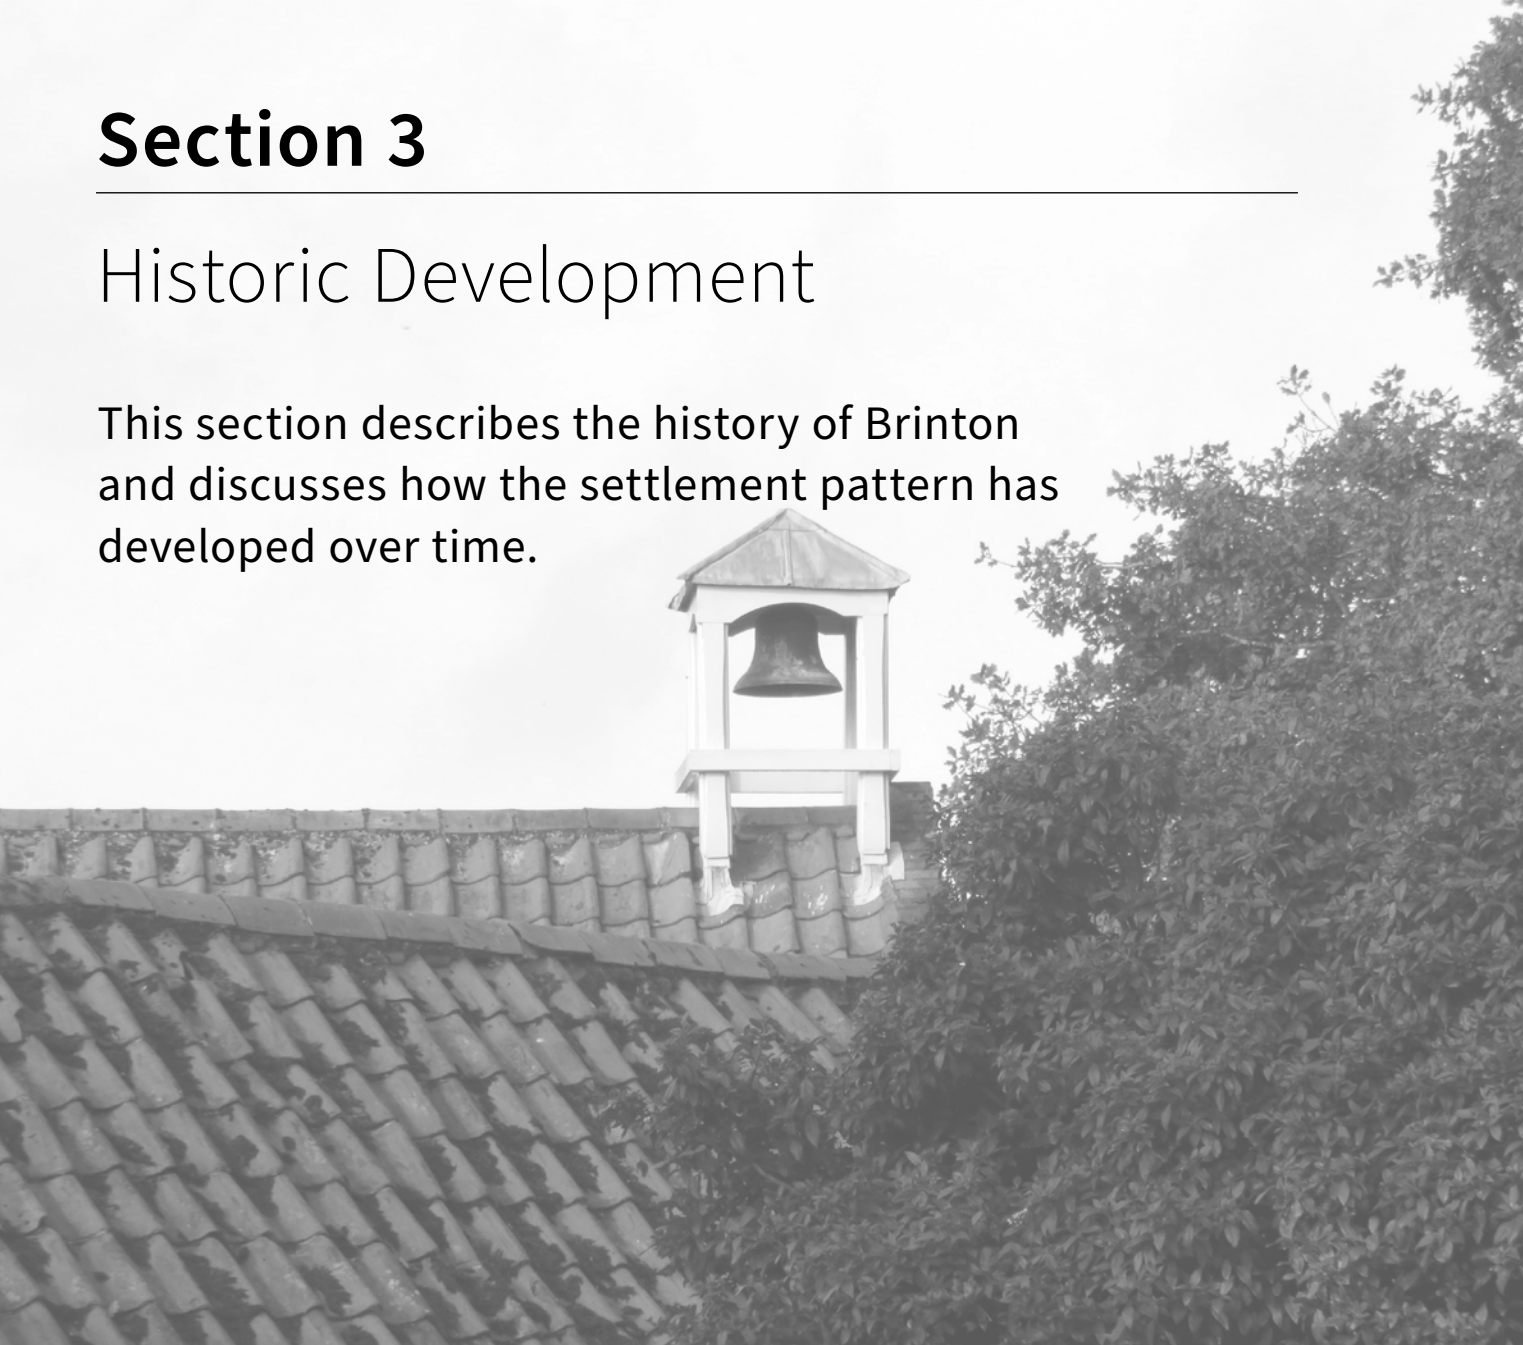 Section 3
Historic Development
This section describes the history of Brinton
and discusses how the settlement pattern has
developed over time.